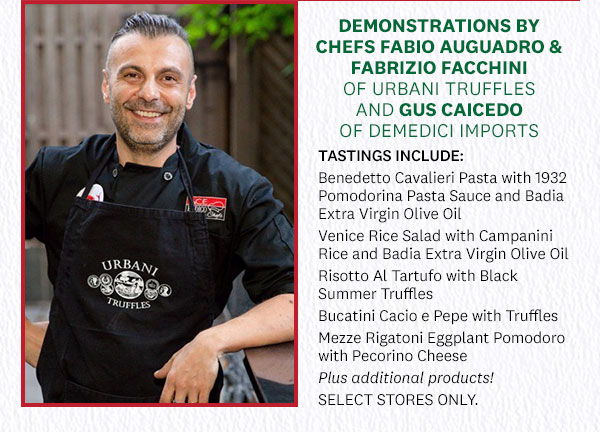 DEMONSTRATIONS BY
CHEFS FABIO AUGUADRO &
FABRIZIO FACCHINI
OF URBANI TRUFFLES
AND GUS CAICEDO
OF DEMEDICI IMPORTS
TASTINGS INCLUDE:
Benedetto Cavalieri Pasta with 1932
Pomodorina Pasta Sauce and Badia
Extra Virgin Olive Oil
Venice Rice Salad with Campanini
Rice and Badia Extra Virgin Olive Oil
Risotto Al Tartufo with Black
Summer Truffles
Bucatini Cacio e Pepe with Truffles
Mezze Rigatoni Eggplant Pomodoro
with Pecorino Cheese
Plus additional products!
SELECT STORES ONLY.
URBANI
TRUFFLES